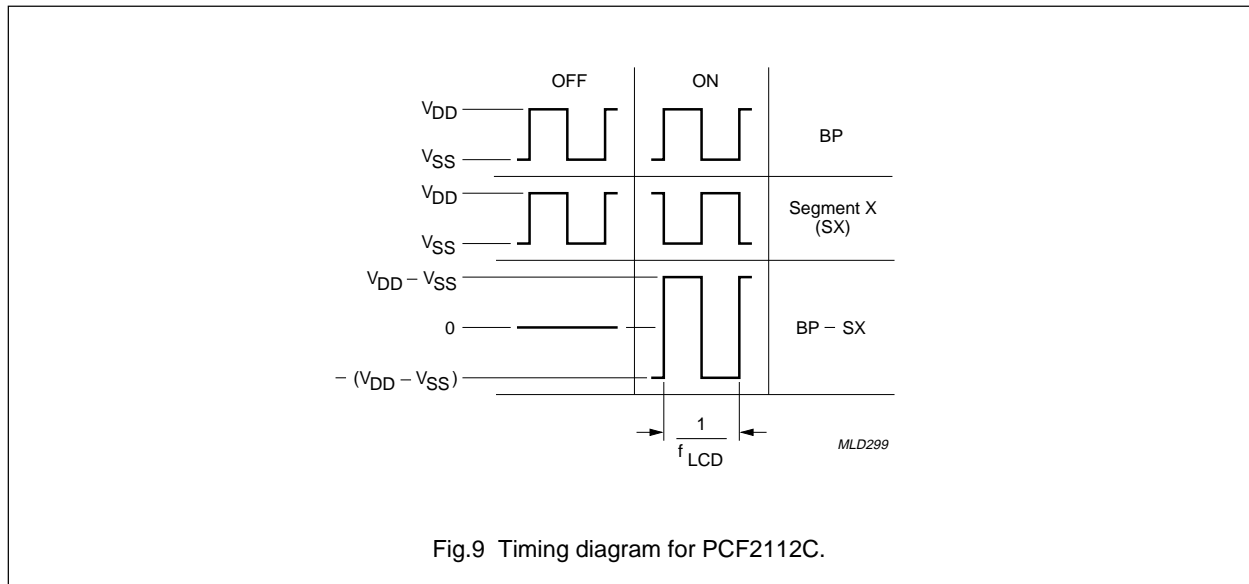 OFF ON
VDD
VSS
BP
VDD
VSS
Segment X
(SX)
VDD – VSS
0
BP – SX
– (VDD – VSS)
1
fLCD
MLD299
Fig.9 Timing diagram for PCF2112C.